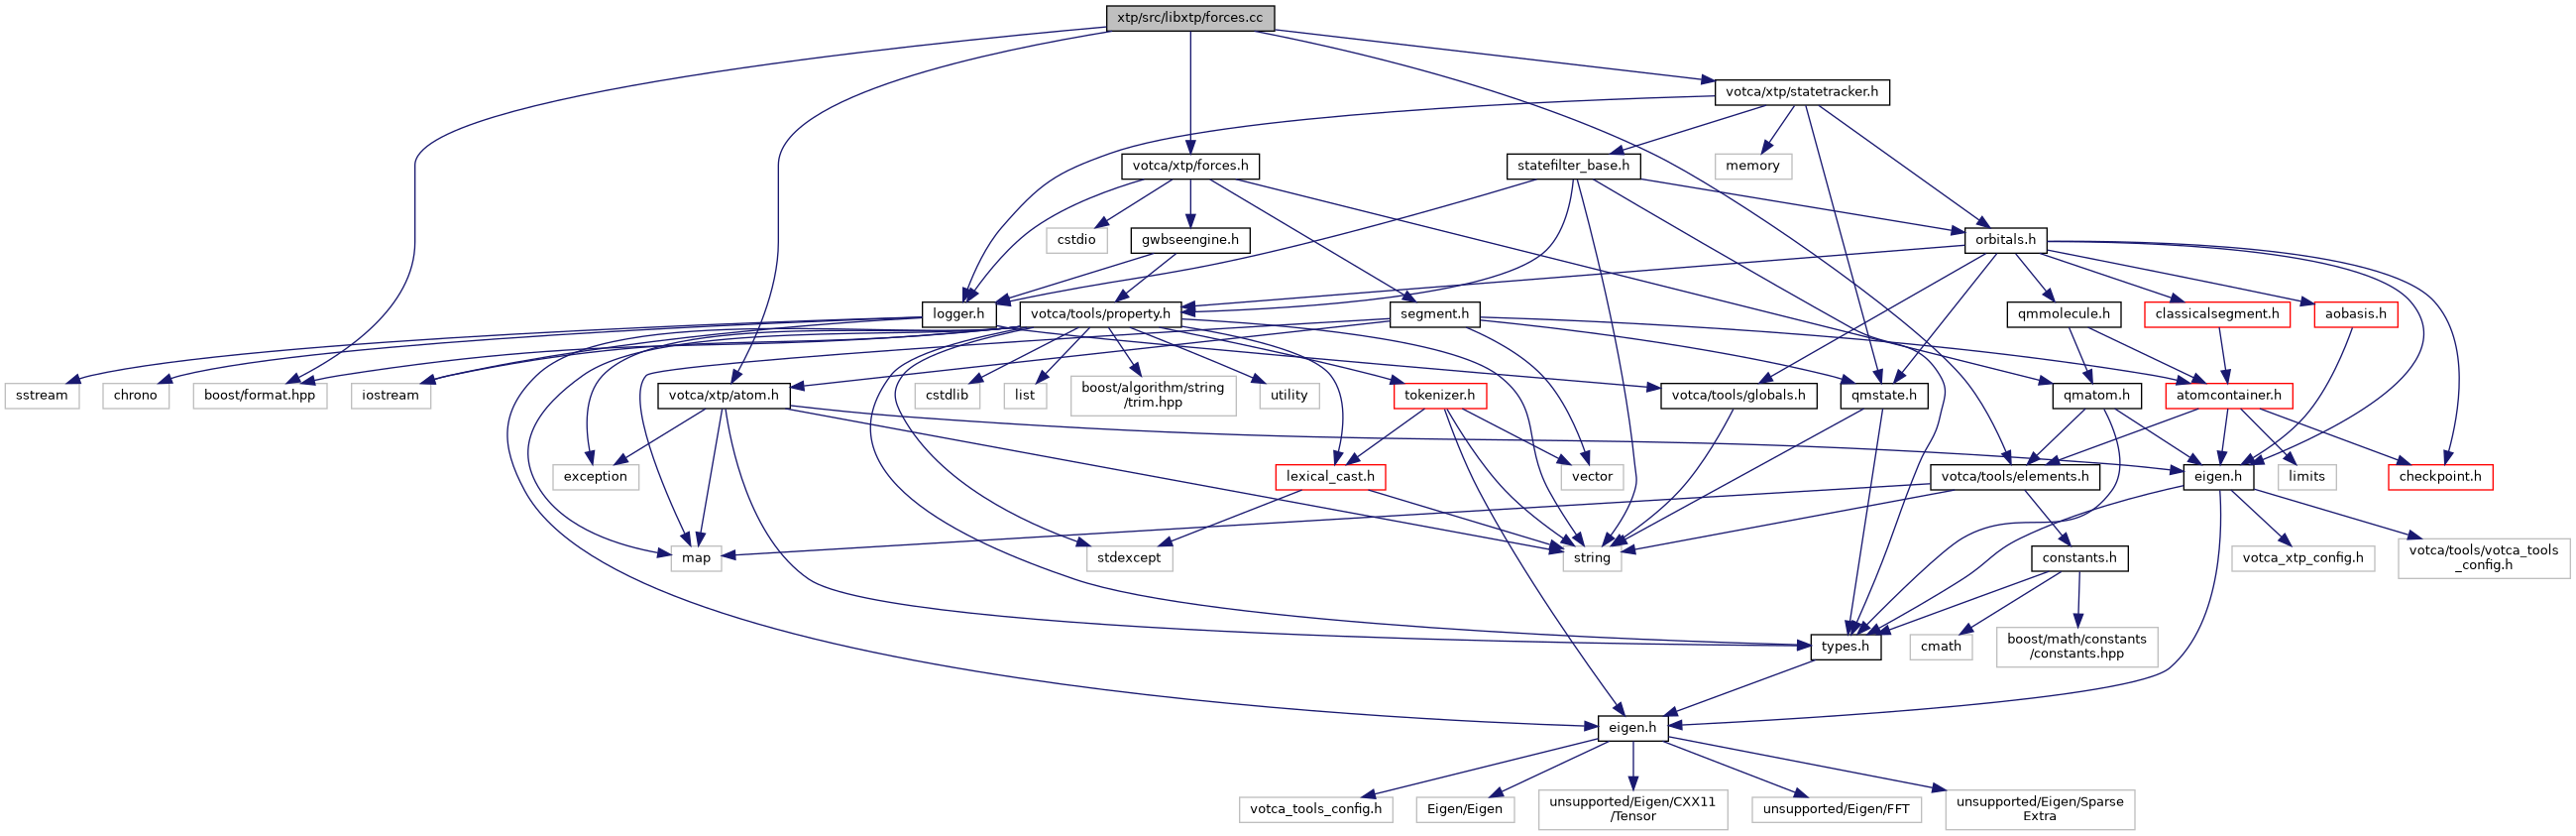 xtp/src/libxtp/forces.cc
votca/xtp/statetracker.h
votca/xtp/forces.h
statefilter_base.h
memory
cstdio
gwbseengine.h
orbitals.h
logger.h
votca/tools/property.h
segment.h
qmmolecule.h
classicalsegment.h
aobasis.h
sstream
chrono
boost/format.hpp
iostream
votca/xtp/atom.h
cstdlib
list
boost/algorithm/string
/trim.hpp
utility
tokenizer.h
votca/tools/globals.h
qmstate.h
qmatom.h
atomcontainer.h
exception
lexical_cast.h
vector
votca/tools/elements.h
eigen.h
limits
checkpoint.h
map
stdexcept
string
constants.h
votca_xtp_config.h
votca/tools/votca_tools
_config.h
types.h
cmath
boost/math/constants
/constants.hpp
eigen.h
votca_tools_config.h
Eigen/Eigen
unsupported/Eigen/CXX11
/Tensor
unsupported/Eigen/FFT
unsupported/Eigen/Sparse
Extra